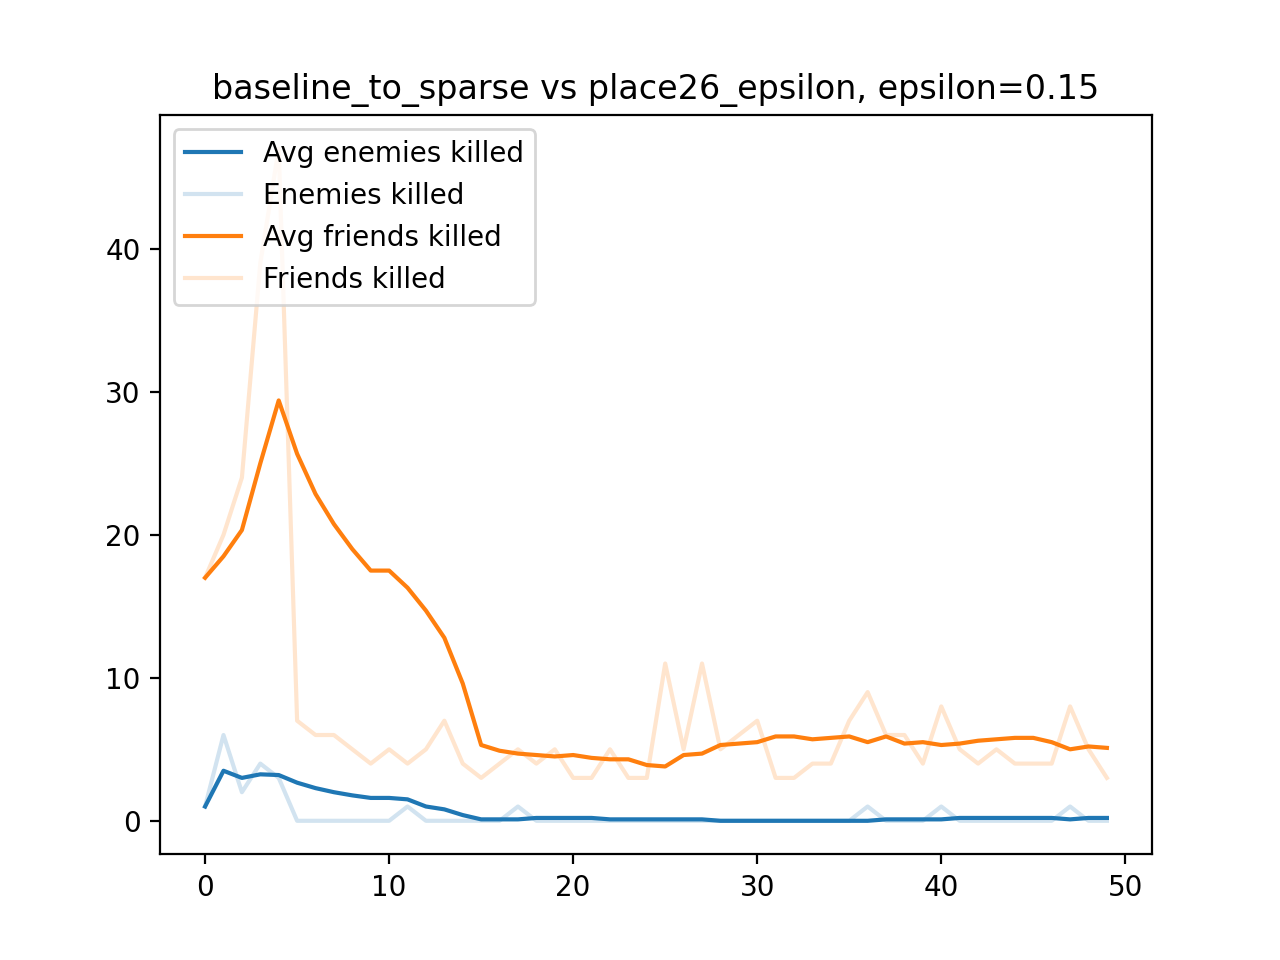 baseline_to_sparse vs place26_epsilon, epsilon=0.15
Avg enemies killed
Enemies killed
Avg friends killed
Friends killed
40
30
20
10
0
0 10 20 30 40 50